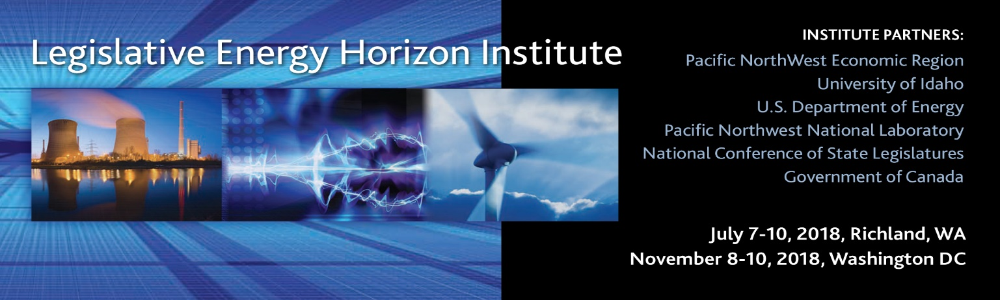 Legislative Energy Horizon Institute
INSTITUTE PARTNERS:
Pacific NorthWest Economic Region
University of Idaho
U.S. Department of Energy
Pacific Northwest National Laboratory
National Conference of State Legislatures
Government of Canada
July 7-10, 2018, Richland, WA
November 8-10, 2018, Washington DC